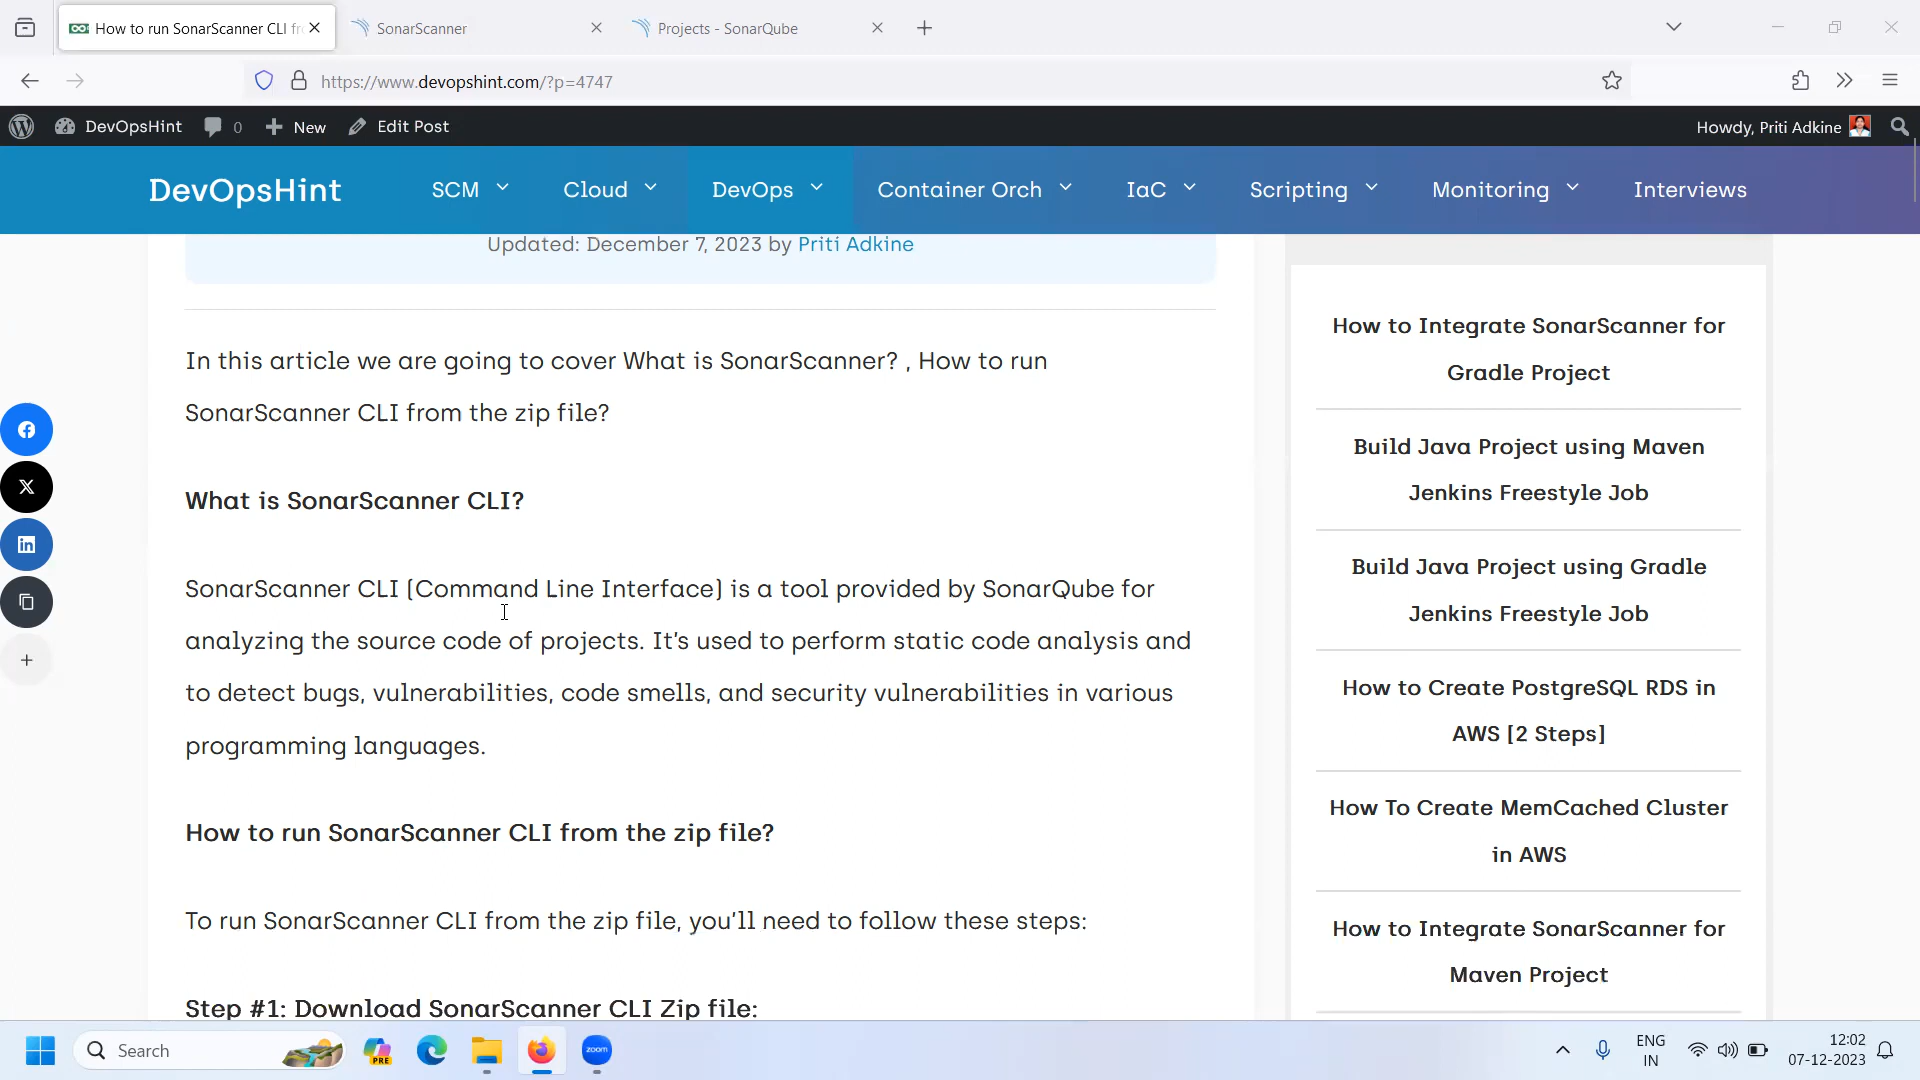 How to run SonarScanner CLI fr
SonarScanner
Projects - SonarQube
https://www.devopshint.com/?p=4747
DevOpsHint
0
New
Edit Post
Howdy, Priti Adkine
DevOpsHint
SCM
Cloud
DevOps
Container Orch
IaC
Scripting
Monitoring
Interviews
Updated: December 7, 2023 by Priti Adkine
In this article we are going to cover What is SonarScanner? , How to run
SonarScanner CLI from the zip file?
What is SonarScanner CLI?
SonarScanner CLI (Command Line Interface) is a tool provided by SonarQube for
analyzing the source code of projects. It’s used to perform static code analysis and
to detect bugs, vulnerabilities, code smells, and security vulnerabilities in various
programming languages.
How to run SonarScanner CLI from the zip file?
To run SonarScanner CLI from the zip file, you’ll need to follow these steps:
Step #1: Download SonarScanner CLI Zip file:
How to Integrate SonarScanner for
Gradle Project
Build Java Project using Maven
Jenkins Freestyle Job
Build Java Project using Gradle
Jenkins Freestyle Job
How to Create PostgreSQL RDS in
AWS [2 Steps]
How To Create MemCached Cluster
in AWS
How to Integrate SonarScanner for
Maven Project
Search
PRE
zoom
ENG
IN
12:02
07-12-2023